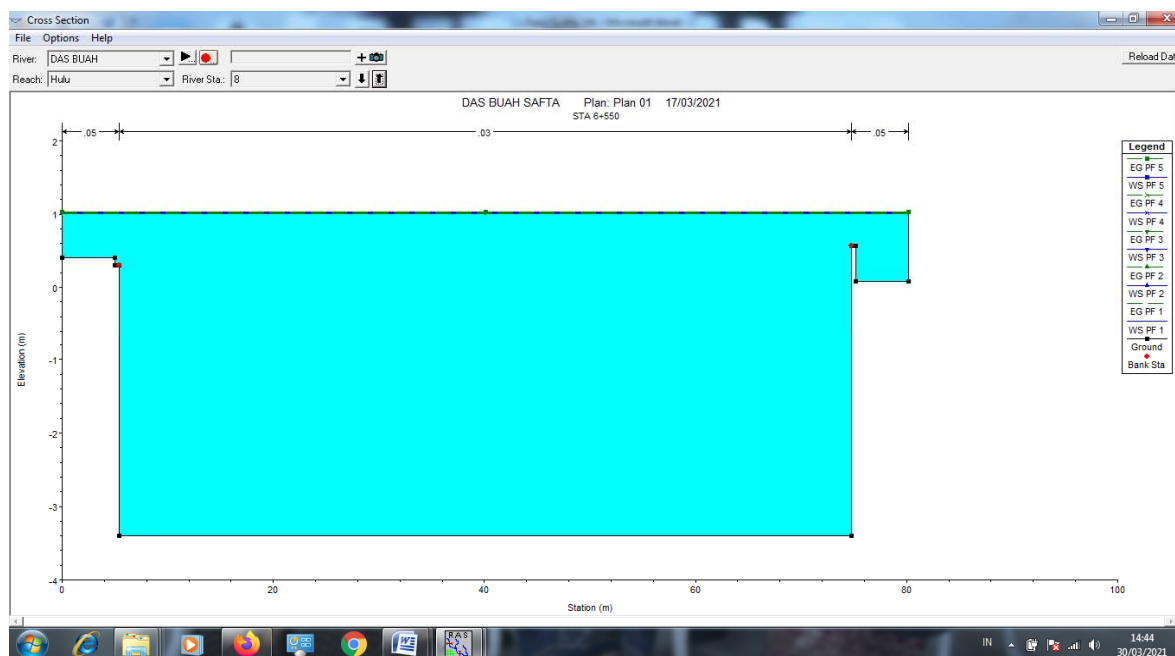 Cross Section
File Options Help
River: DAS BUAH
Reload Dat
Reach: Hulu River Sta.: 8
DAS BUAH SAFTA Plan: Plan 01 17/03/2021
STA 6+550
.05 .03 .05
Legend
EG PF 5
WS PF 5
EG PF 4
WS PF 4
EG PF 3
WS PF 3
EG PF 2
WS PF 2
EG PF 1
WS PF 1
Ground
Bank Sta
2
1
0
-1
-2
-3
-4
Elevation (m)
0 20 40 60 80 100
Station (m)
RAS
IN
14:44
30/03/2021